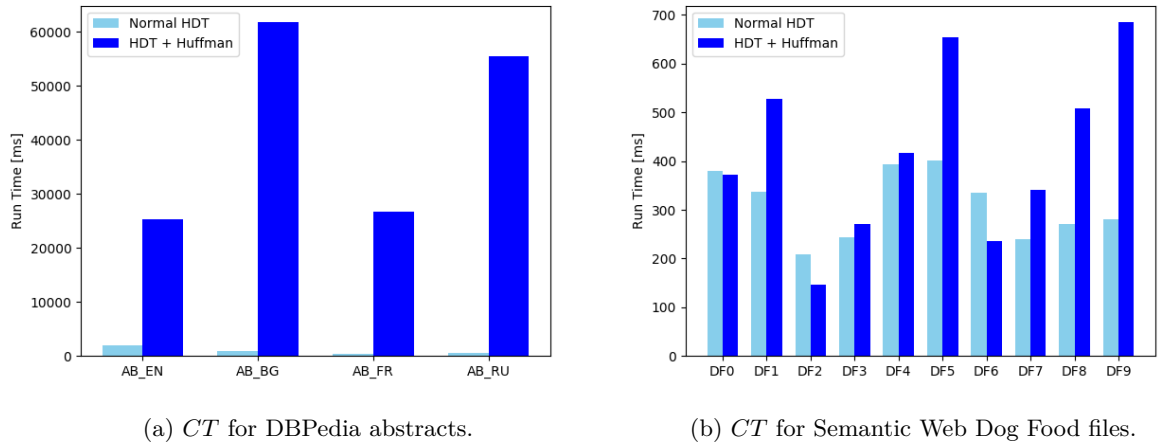 Normal HDT
HDT + Huffman
Run Time [ms]
60000
50000
40000
30000
20000
10000
0
AB_EN AB_BG AB_FR AB_RU
(a) CT for DBPedia abstracts.
Normal HDT
HDT + Huffman
Run Time [ms]
700
600
500
400
300
200
100
0
DF0 DF1 DF2 DF3 DF4 DF5 DF6 DF7 DF8 DF9
(b) CT for Semantic Web Dog Food files.